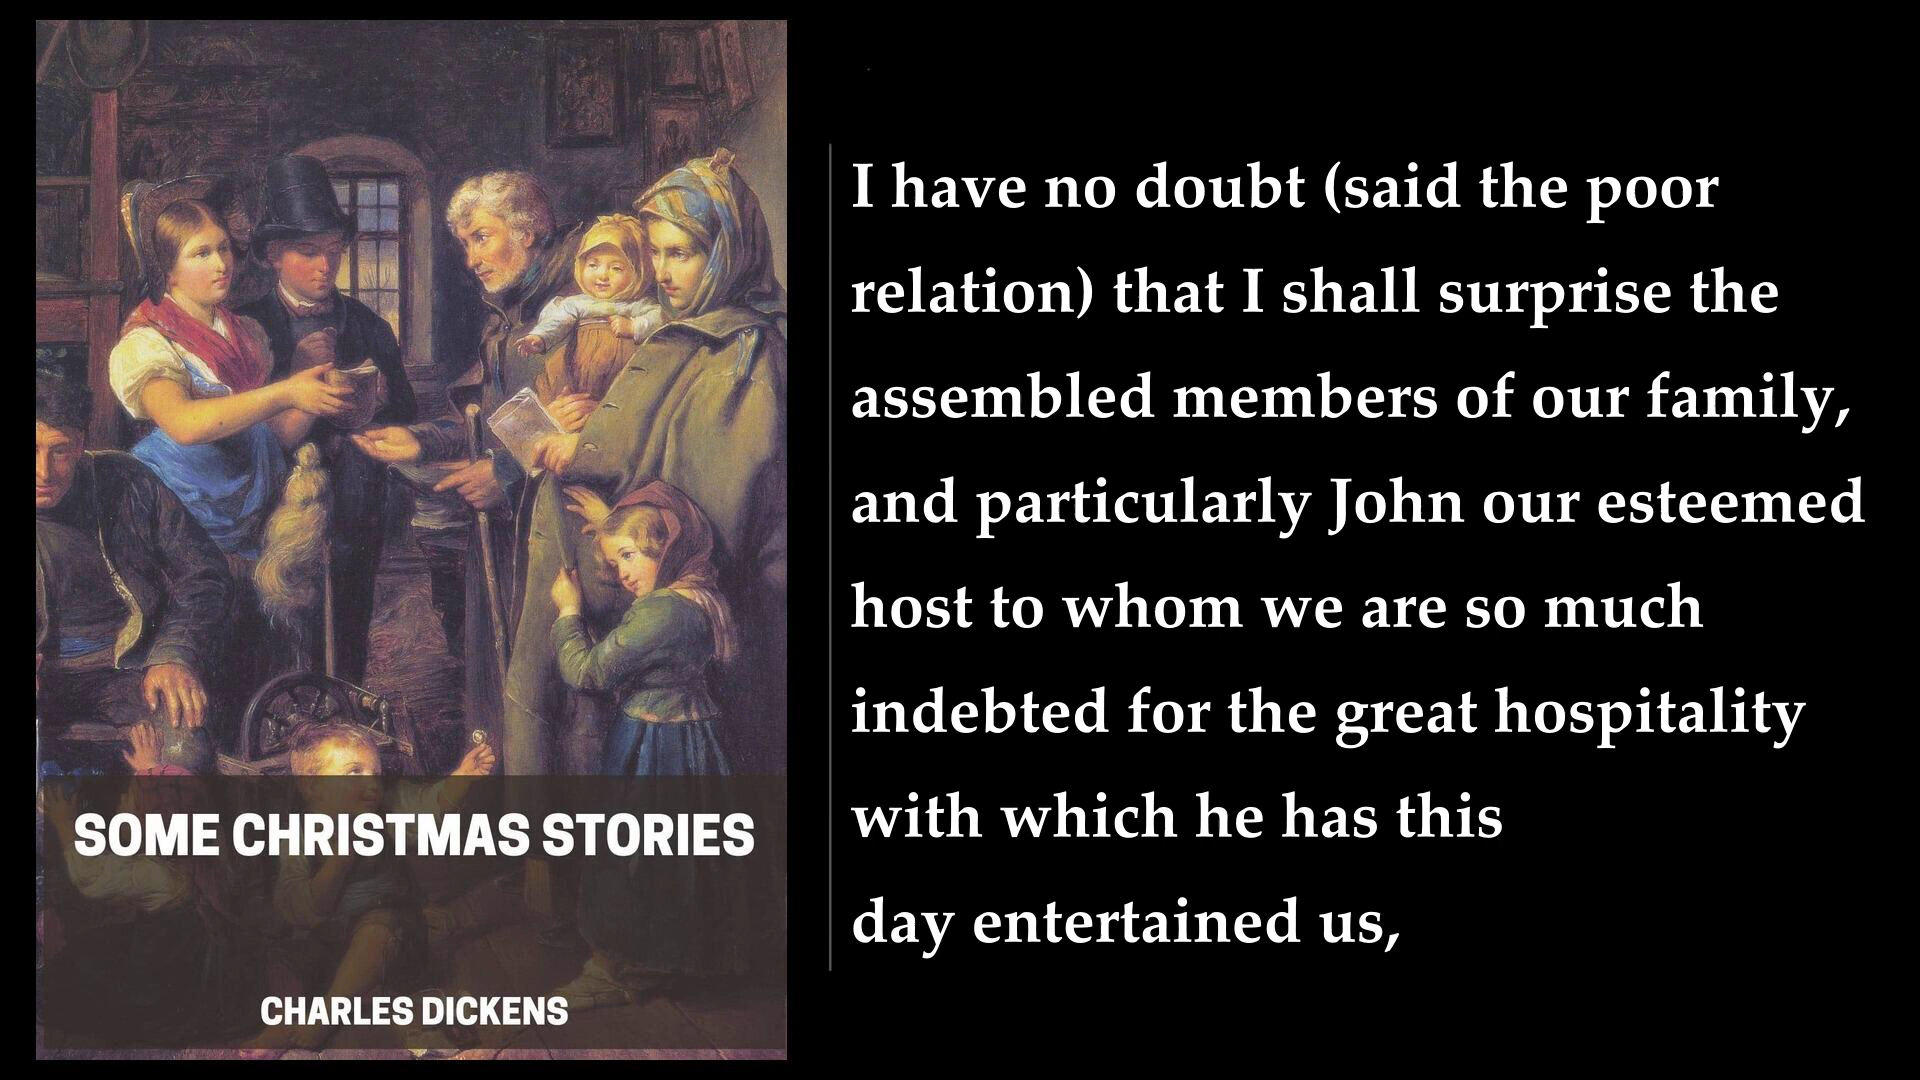 SOME CHRISTMAS STORIES
CHARLES DICKENS
I have no doubt (said the poor
relation) that I shall surprise the
assembled members of our family,
and particularly John our esteemed
host to whom we are so much
indebted for the great hospitality
with which he has this
day entertained us,